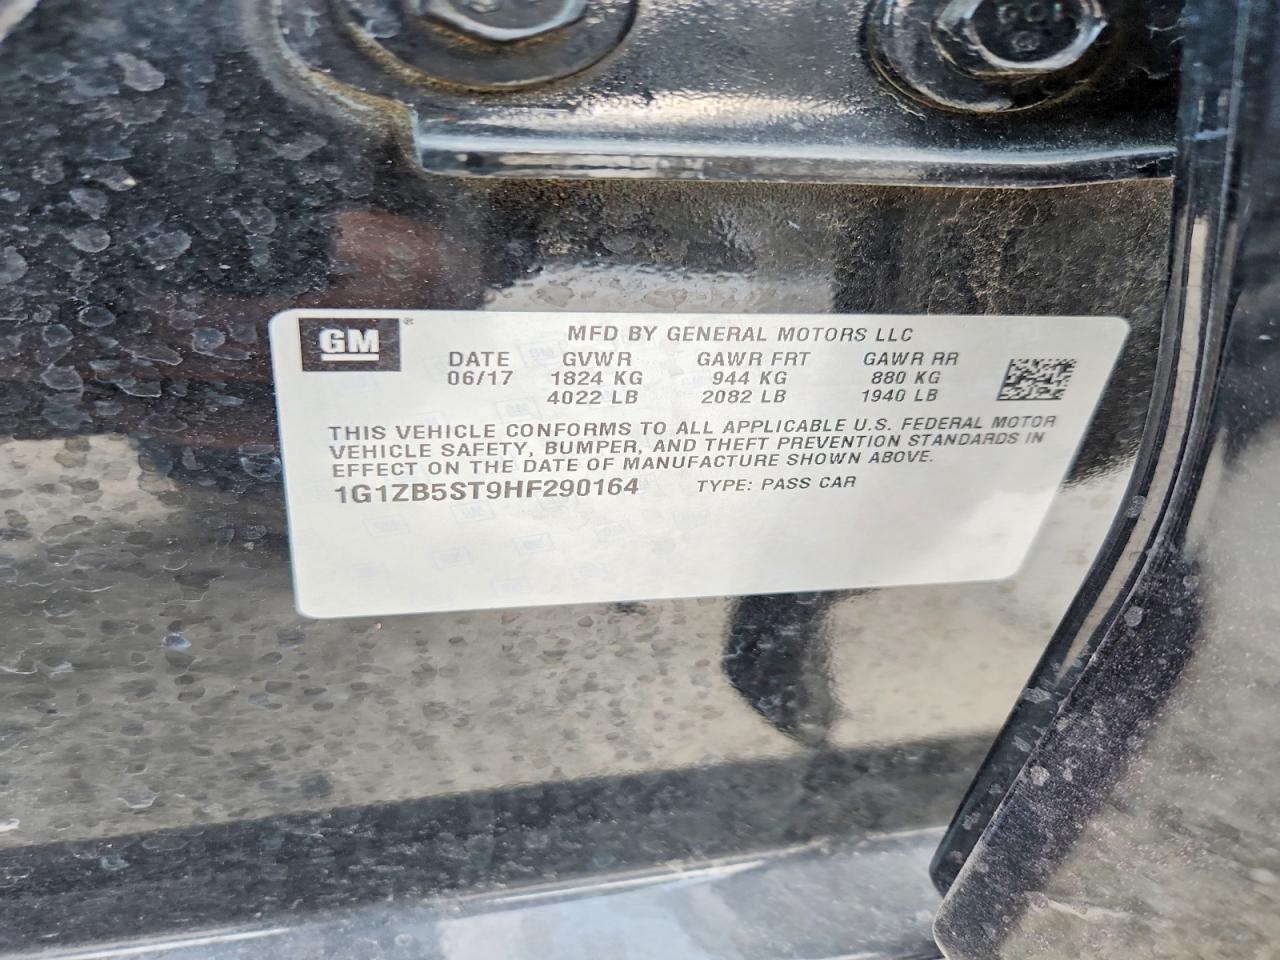 GM
MFD BY GENERAL MOTORS LLC
DATE GVWR GAWR FRT GAWR RR
06/17 1824 KG 944 KG 880 KG
4022 LB 2082 LB 1940 LB
THIS VEHICLE CONFORMS TO ALL APPLICABLE U.S. FEDERAL MOTOR
VEHICLE SAFETY, BUMPER, AND THEFT PREVENTION STANDARDS IN
EFFECT ON THE DATE OF MANUFACTURE SHOWN ABOVE.
1G1ZB5ST9HF290164 TYPE: PASS CAR